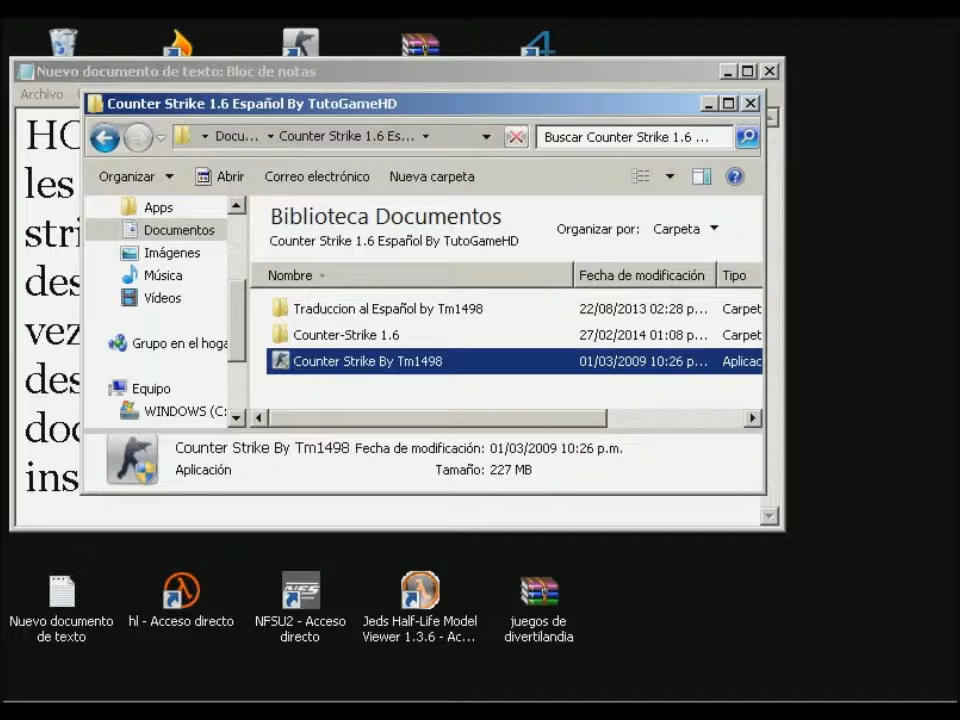 Nuevo documento de texto: Bloc de notas
Archivo
HO
les
stri
des
vez
des
doc
ins
Counter Strike 1.6 Español By TutoGameHD
Docu... Counter Strike 1.6 Es...
Buscar Counter Strike 1.6 ...
Organizar Abrir Correo electrónico Nueva carpeta
Apps
Documentos
Imágenes
Música
Vídeos
Grupo en el hoga
Equipo
WINDOWS (C:
Biblioteca Documentos
Counter Strike 1.6 Español By TutoGameHD
Organizar por: Carpeta
Nombre Fecha de modificación Tipo
Traduccion al Español by Tm1498 22/08/2013 02:28 p... Carpet
Counter-Strike 1.6 27/02/2014 01:08 p... Carpet
Counter Strike By Tm1498 01/03/2009 10:26 p... Aplicac
Counter Strike By Tm1498 Fecha de modificación: 01/03/2009 10:26 p.m.
Aplicación Tamaño: 227 MB
Nuevo documento
de texto
hl - Acceso directo
NFSU2 - Acceso
directo
Jeds Half-Life Model
Viewer 1.3.6 - Ac...
juegos de
divertilandia